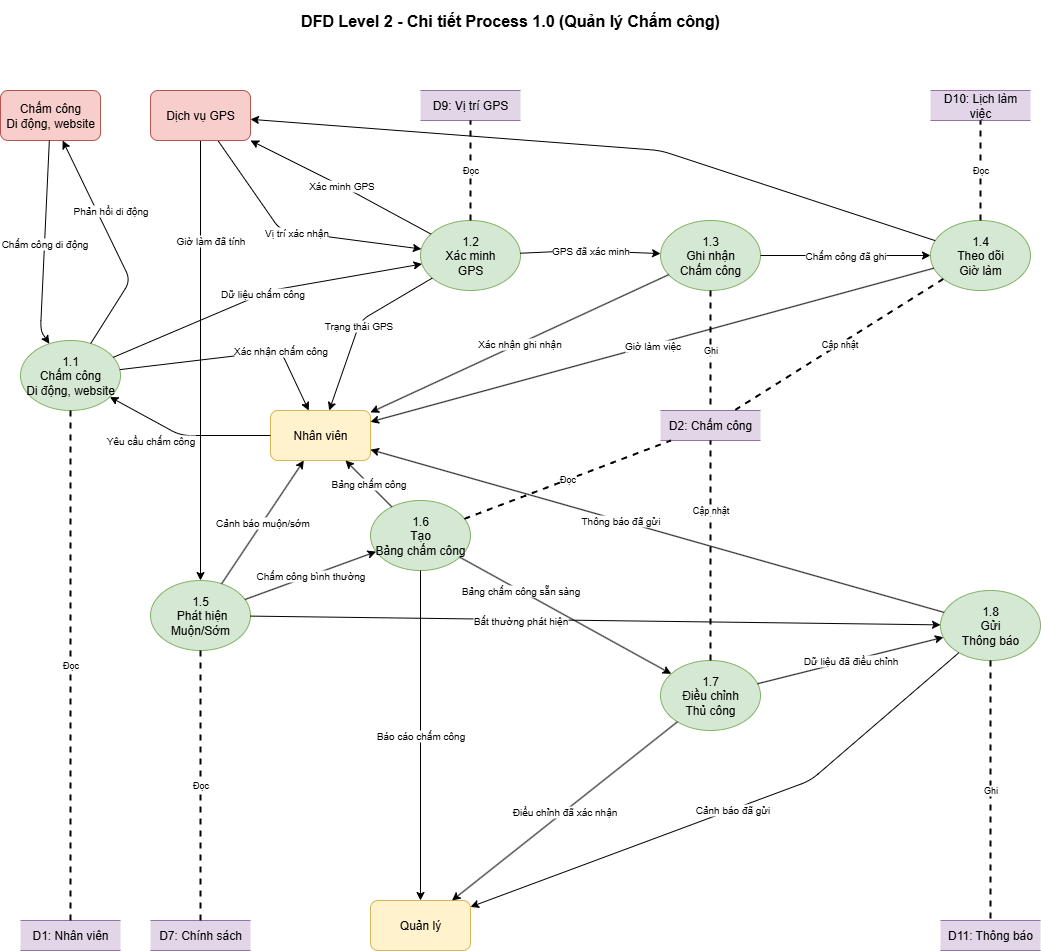 DFD Level 2 - Chi tiết Process 1.0 (Quản lý Chấm công)
Chấm công
Di động, website
Dịch vụ GPS
D9: Vị trí GPS
D10: Lịch làm
việc
Đọc
Đọc
Xác minh GPS
Phản hồi di động
Chấm công di động
Giờ làm đã tính
Vị trí xác nhận
1.2
Xác minh
GPS
GPS đã xác minh
1.3
Ghi nhận
Chấm công
Chấm công đã ghi
1.4
Theo dõi
Giờ làm
Dữ liệu chấm công
Trạng thái GPS
Xác nhận chấm công
Xác nhận ghi nhận
Giờ làm việc
Ghi
Cập nhật
1.1
Chấm công
Di động, website
Nhân viên
D2: Chấm công
Yêu cầu chấm công
Bảng chấm công
Đọc
Cảnh báo muộn/sớm
Thông báo đã gửi
Cập nhật
1.6
Tạo
Bảng chấm công
Chấm công bình thường
Bảng chấm công sẵn sàng
1.5
Phát hiện
Muộn/Sớm
Bất thường phát hiện
1.8
Gửi
Thông báo
Đọc
Dữ liệu đã điều chỉnh
1.7
Điều chỉnh
Thủ công
Báo cáo chấm công
Đọc
Ghi
Điều chỉnh đã xác nhận
Cảnh báo đã gửi
D1: Nhân viên
D7: Chính sách
Quản lý
D11: Thông báo